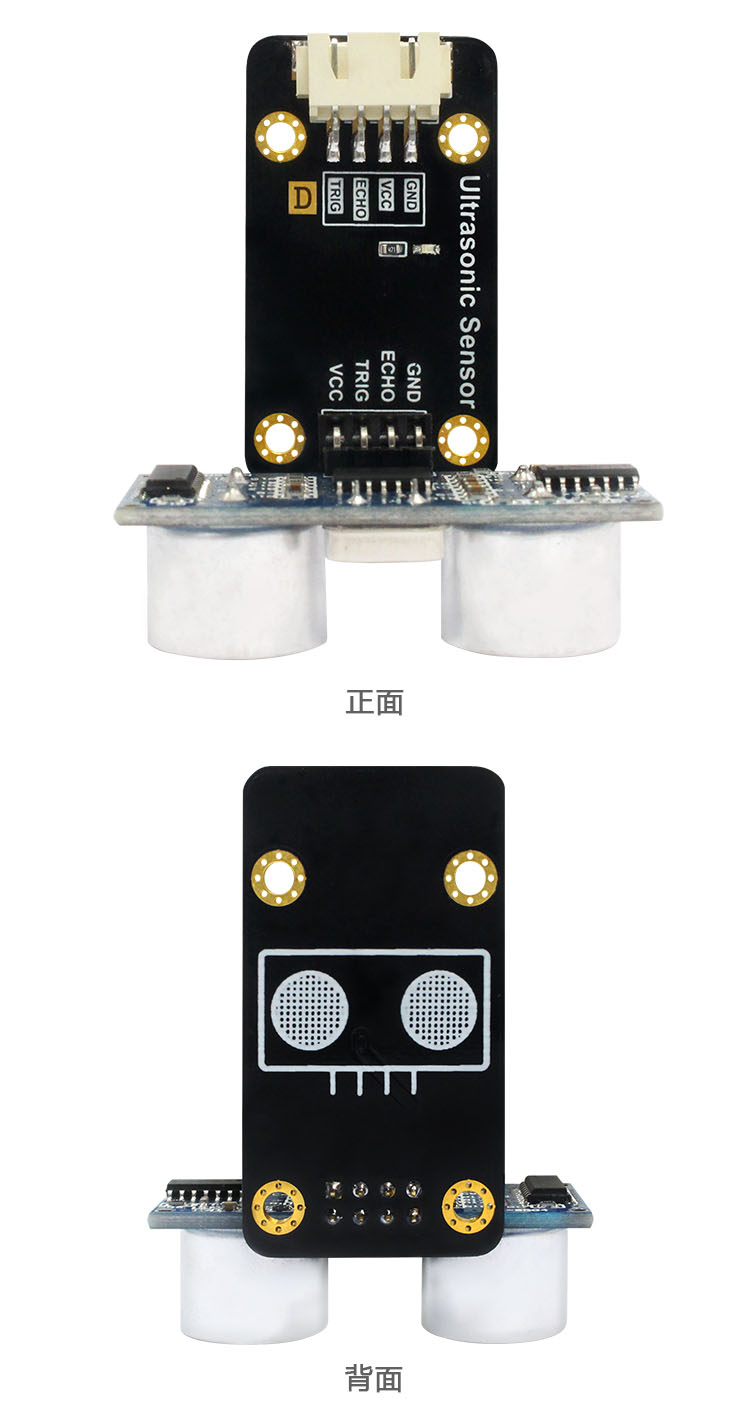 D
TRIG
ECHO
VCC
GND
Ultrasonic Sensor
VCC
TRIG
ECHO
GND
正面
背面